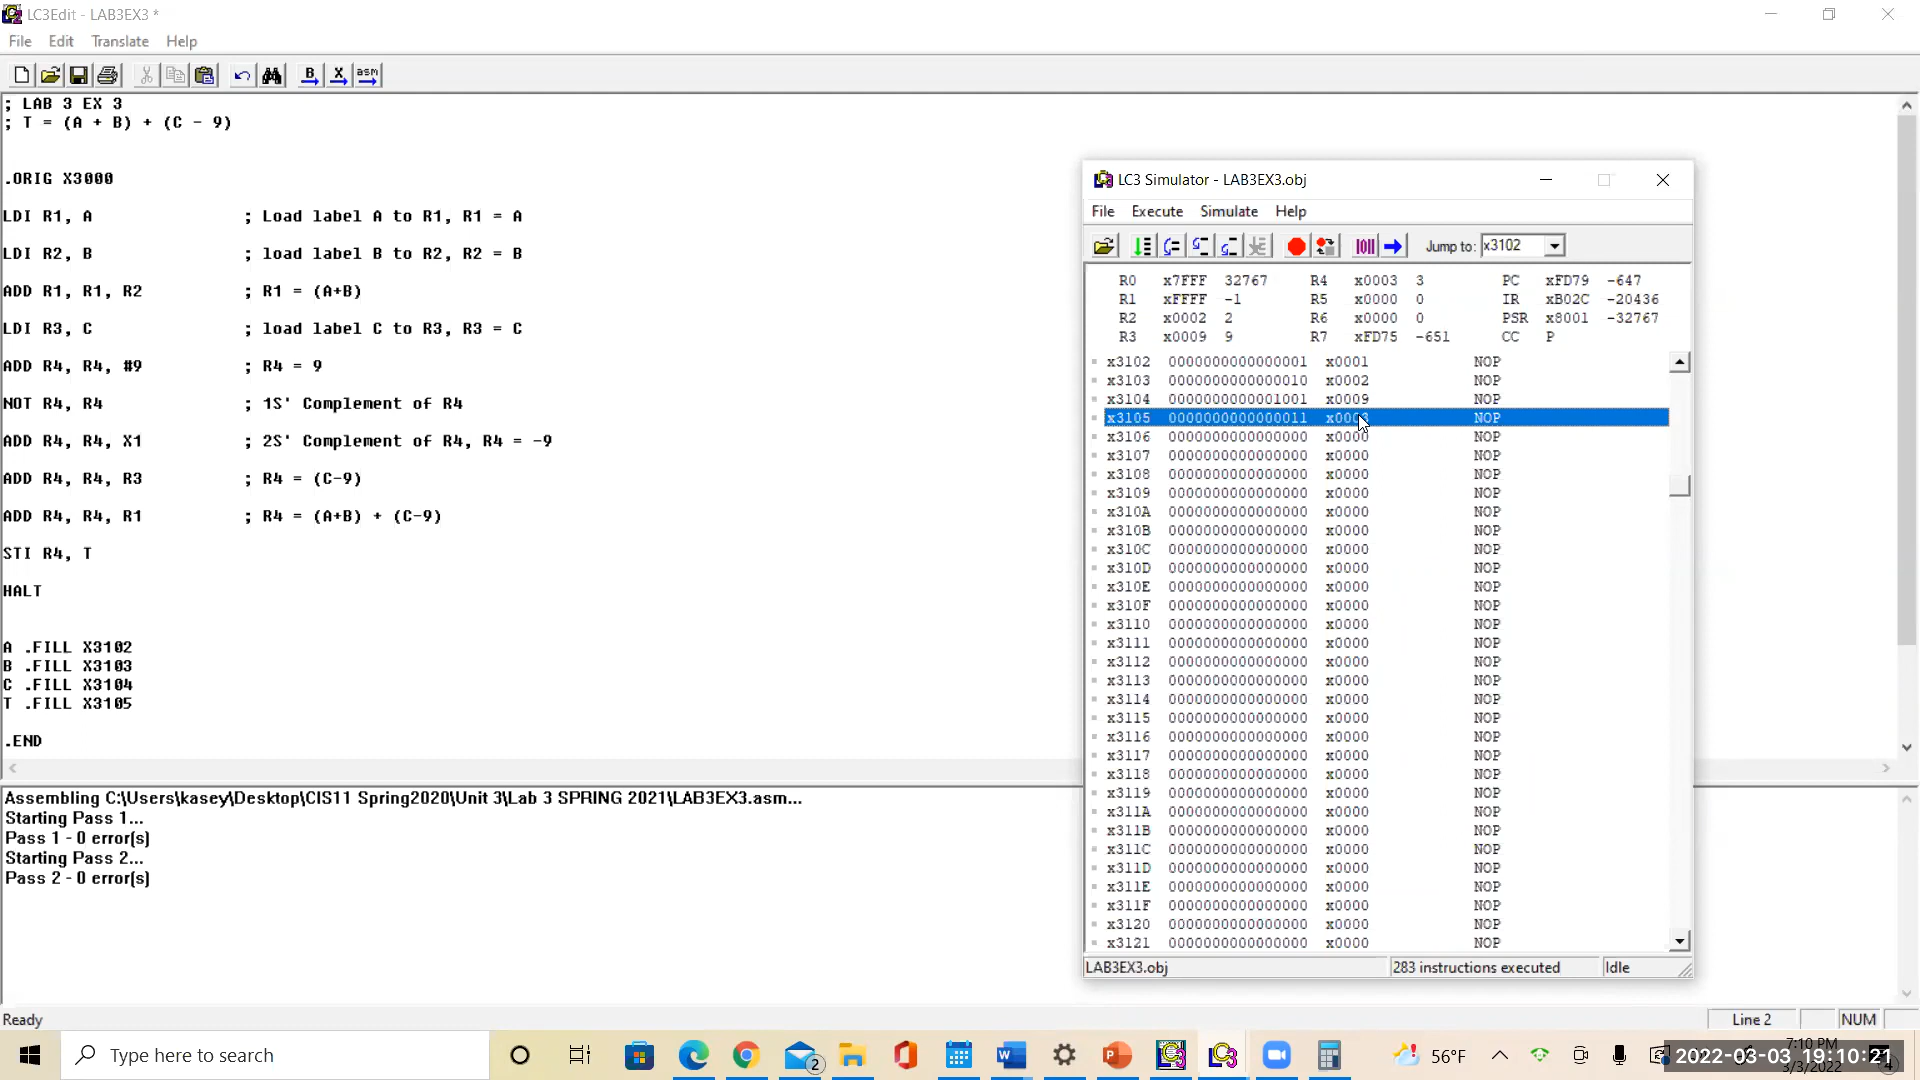 LC3Edit - LAB3EX3 *
File Edit Translate Help
B X asm
; LAB 3 EX 3
; T = (A + B) + (C - 9)
.ORIG X3000
LDI R1, A ; Load label A to R1, R1 = A
LDI R2, B ; load label B to R2, R2 = B
ADD R1, R1, R2 ; R1 = (A+B)
LDI R3, C ; load label C to R3, R3 = C
ADD R4, R4, #9 ; R4 = 9
NOT R4, R4 ; 1S' Complement of R4
ADD R4, R4, X1 ; 2S' Complement of R4, R4 = -9
ADD R4, R4, R3 ; R4 = (C-9)
ADD R4, R4, R1 ; R4 = (A+B) + (C-9)
STI R4, T
HALT
A .FILL X3102
B .FILL X3103
C .FILL X3104
T .FILL X3105
.END
Assembling C:\Users\kasey\Desktop\CIS11 Spring2020\Unit 3\Lab 3 SPRING 2021\LAB3EX3.asm...
Starting Pass 1...
Pass 1 - 0 error(s)
Starting Pass 2...
Pass 2 - 0 error(s)
Ready
Line 2 NUM
LC3 Simulator - LAB3EX3.obj
File Execute Simulate Help
Jump to: x3102
R0 x7FFF 32767 R4 x0003 3 PC xFD79 -647
R1 xFFFF -1 R5 x0000 0 IR xB02C -20436
R2 x0002 2 R6 x0000 0 PSR x8001 -32767
R3 x0009 9 R7 xFD75 -651 CC P
x3102 0000000000000001 x0001 NOP
x3103 0000000000000010 x0002 NOP
x3104 0000000000001001 x0009 NOP
x3105 0000000000000011 x0003 NOP
x3106 0000000000000000 x0000 NOP
x3107 0000000000000000 x0000 NOP
x3108 0000000000000000 x0000 NOP
x3109 0000000000000000 x0000 NOP
x310A 0000000000000000 x0000 NOP
x310B 0000000000000000 x0000 NOP
x310C 0000000000000000 x0000 NOP
x310D 0000000000000000 x0000 NOP
x310E 0000000000000000 x0000 NOP
x310F 0000000000000000 x0000 NOP
x3110 0000000000000000 x0000 NOP
x3111 0000000000000000 x0000 NOP
x3112 0000000000000000 x0000 NOP
x3113 0000000000000000 x0000 NOP
x3114 0000000000000000 x0000 NOP
x3115 0000000000000000 x0000 NOP
x3116 0000000000000000 x0000 NOP
x3117 0000000000000000 x0000 NOP
x3118 0000000000000000 x0000 NOP
x3119 0000000000000000 x0000 NOP
x311A 0000000000000000 x0000 NOP
x311B 0000000000000000 x0000 NOP
x311C 0000000000000000 x0000 NOP
x311D 0000000000000000 x0000 NOP
x311E 0000000000000000 x0000 NOP
x311F 0000000000000000 x0000 NOP
x3120 0000000000000000 x0000 NOP
x3121 0000000000000000 x0000 NOP
LAB3EX3.obj 283 instructions executed Idle
Type here to search
2
56°F
7:10 PM
2022-03-03 19:10:21
3/3/2022
4